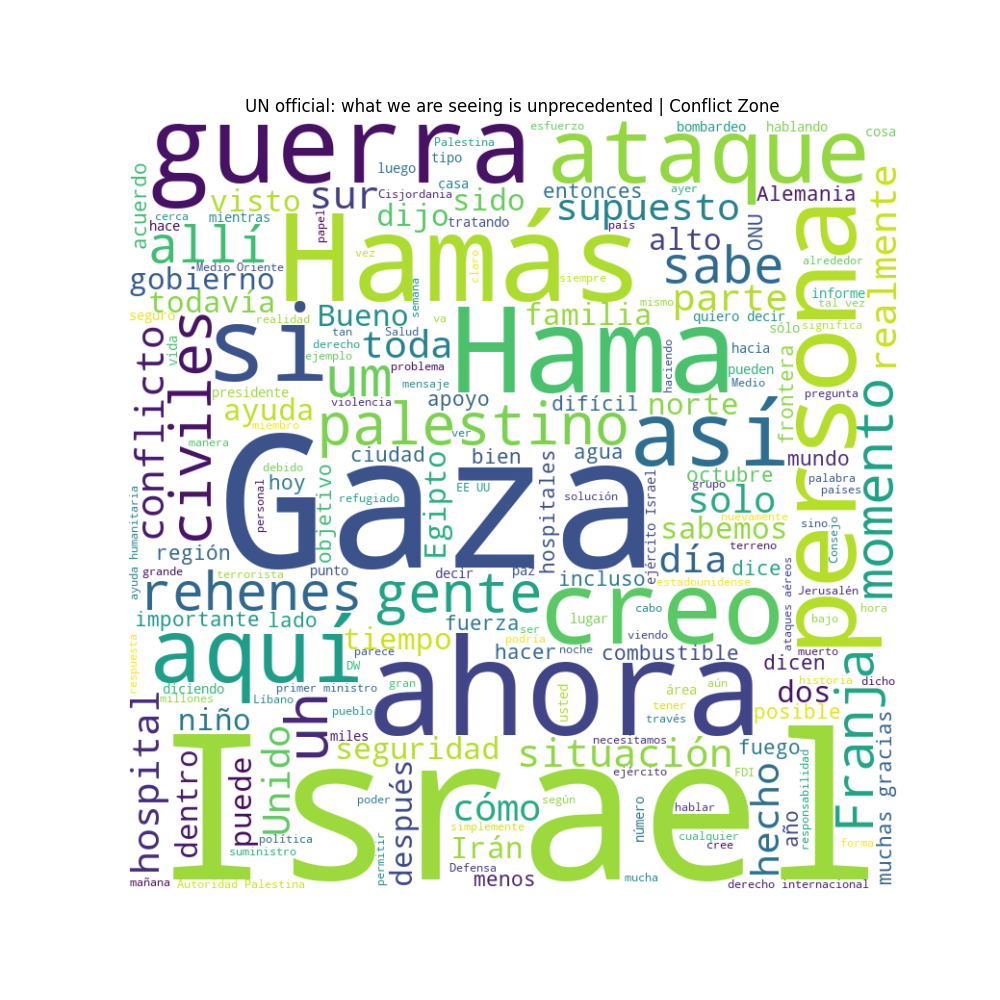 UN official: what we are seeing is unprecedented | Conflict Zone
guerra
ataque
esfuerzo
bombardeo
hablando
cosa
Palestina
tipo
luego
casa
Cisjordania
sur
visto
sido
entonces
supuesto
Alemania
acuerdo
cerca
mientras
hace
papel
dijo
tratando
país
alto
ONU
ayer
realmente
persona
allí
Hamás
vez
claro
siempre
sabe
alrededor
gobierno
Medio Oriente
semana
todavía
parte
mismo
informe
tal vez
seguro
realidad
Bueno
va
familia
quiero decir
sólo
significa
si
tan
Salud
derecho
ejemplo
toda
problema
Hama
haciendo
hacia
pueden
Medio
frontera
conflicto
vida
civiles
presidente
um
mensaje
violencia
apoyo
difícil
norte
pregunta
momento
ayuda
miembro
palestino
manera
ver
así
mundo
ciudad
bien
agua
debido
hoy
personal
objetivo
refugiado
Egipto
EE UU
hospitales
solución
ejército Israel
grupo
octubre
palabra
países
solo
nuevamente
sino
Consejo
sabemos
terreno
Gaza
ayuda humanitaria
región
día
dice
grande
terrorista
punto
decir
paz
incluso
estadounidense
ataques aéreos
Jerusalén
rehenes
gente
creo
cabo
hora
bajo
importante
lado
fuerza
ser
lugar
tiempo
podría
viendo
muerto
respuesta
aquí
parece
hacer
noche
combustible
dicen
historia
dicho
DW
ahora
diciendo
primer ministro
gran
millones
Líbano
pueblo
usted
área
aún
tener
través
dos
posible
Franja
hospital
niño
uh
miles
necesitamos
dentro
puede
Unido
seguridad
situación
fuego
muchas gracias
ejército
FDI
Israel
después
poder
cómo
según
número
hablar
hecho
año
responsabilidad
política
suministro
simplemente
cualquier
cree
forma
permitir
Irán
mañana
Autoridad Palestina
Defensa
menos
mucha
derecho internacional